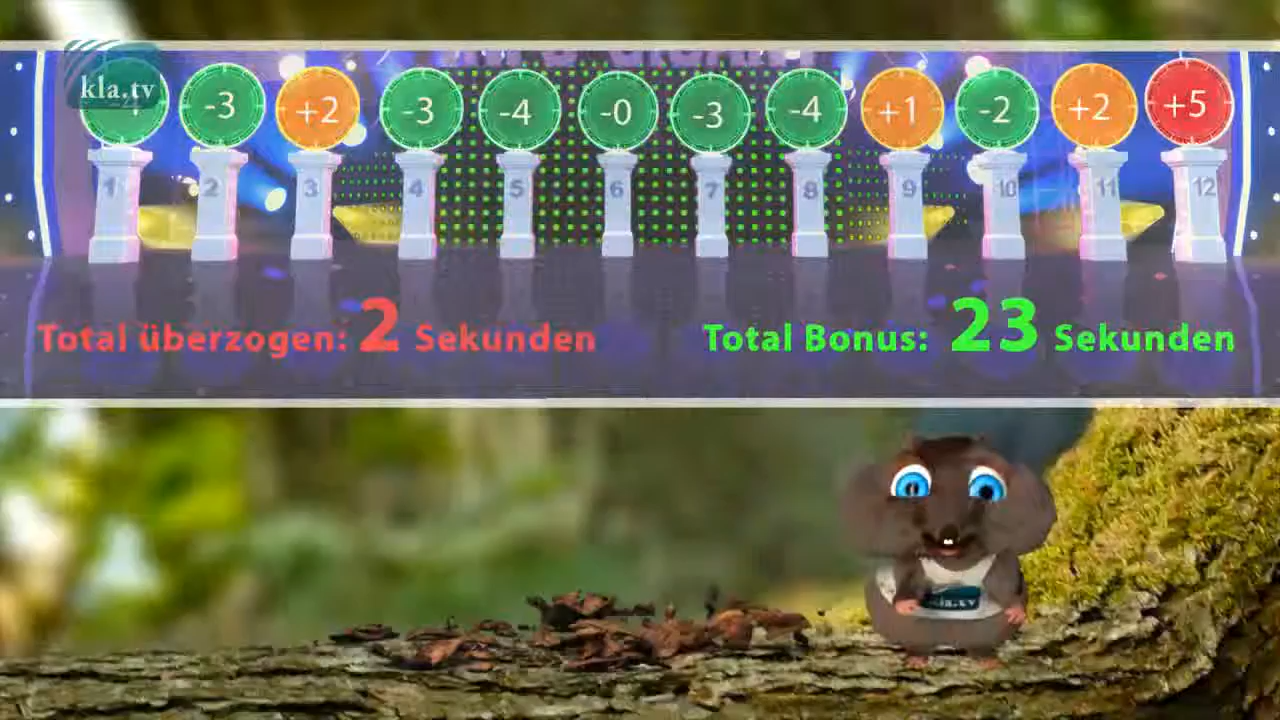 kla.tv
-4 -3 +2 -3 -4 -0 -3 -4 +1 -2 +2 +5
1 2 3 4 5 6 7 8 9 10 11 12
Total überzogen: 2 Sekunden
Total Bonus: 23 Sekunden
kla.tv